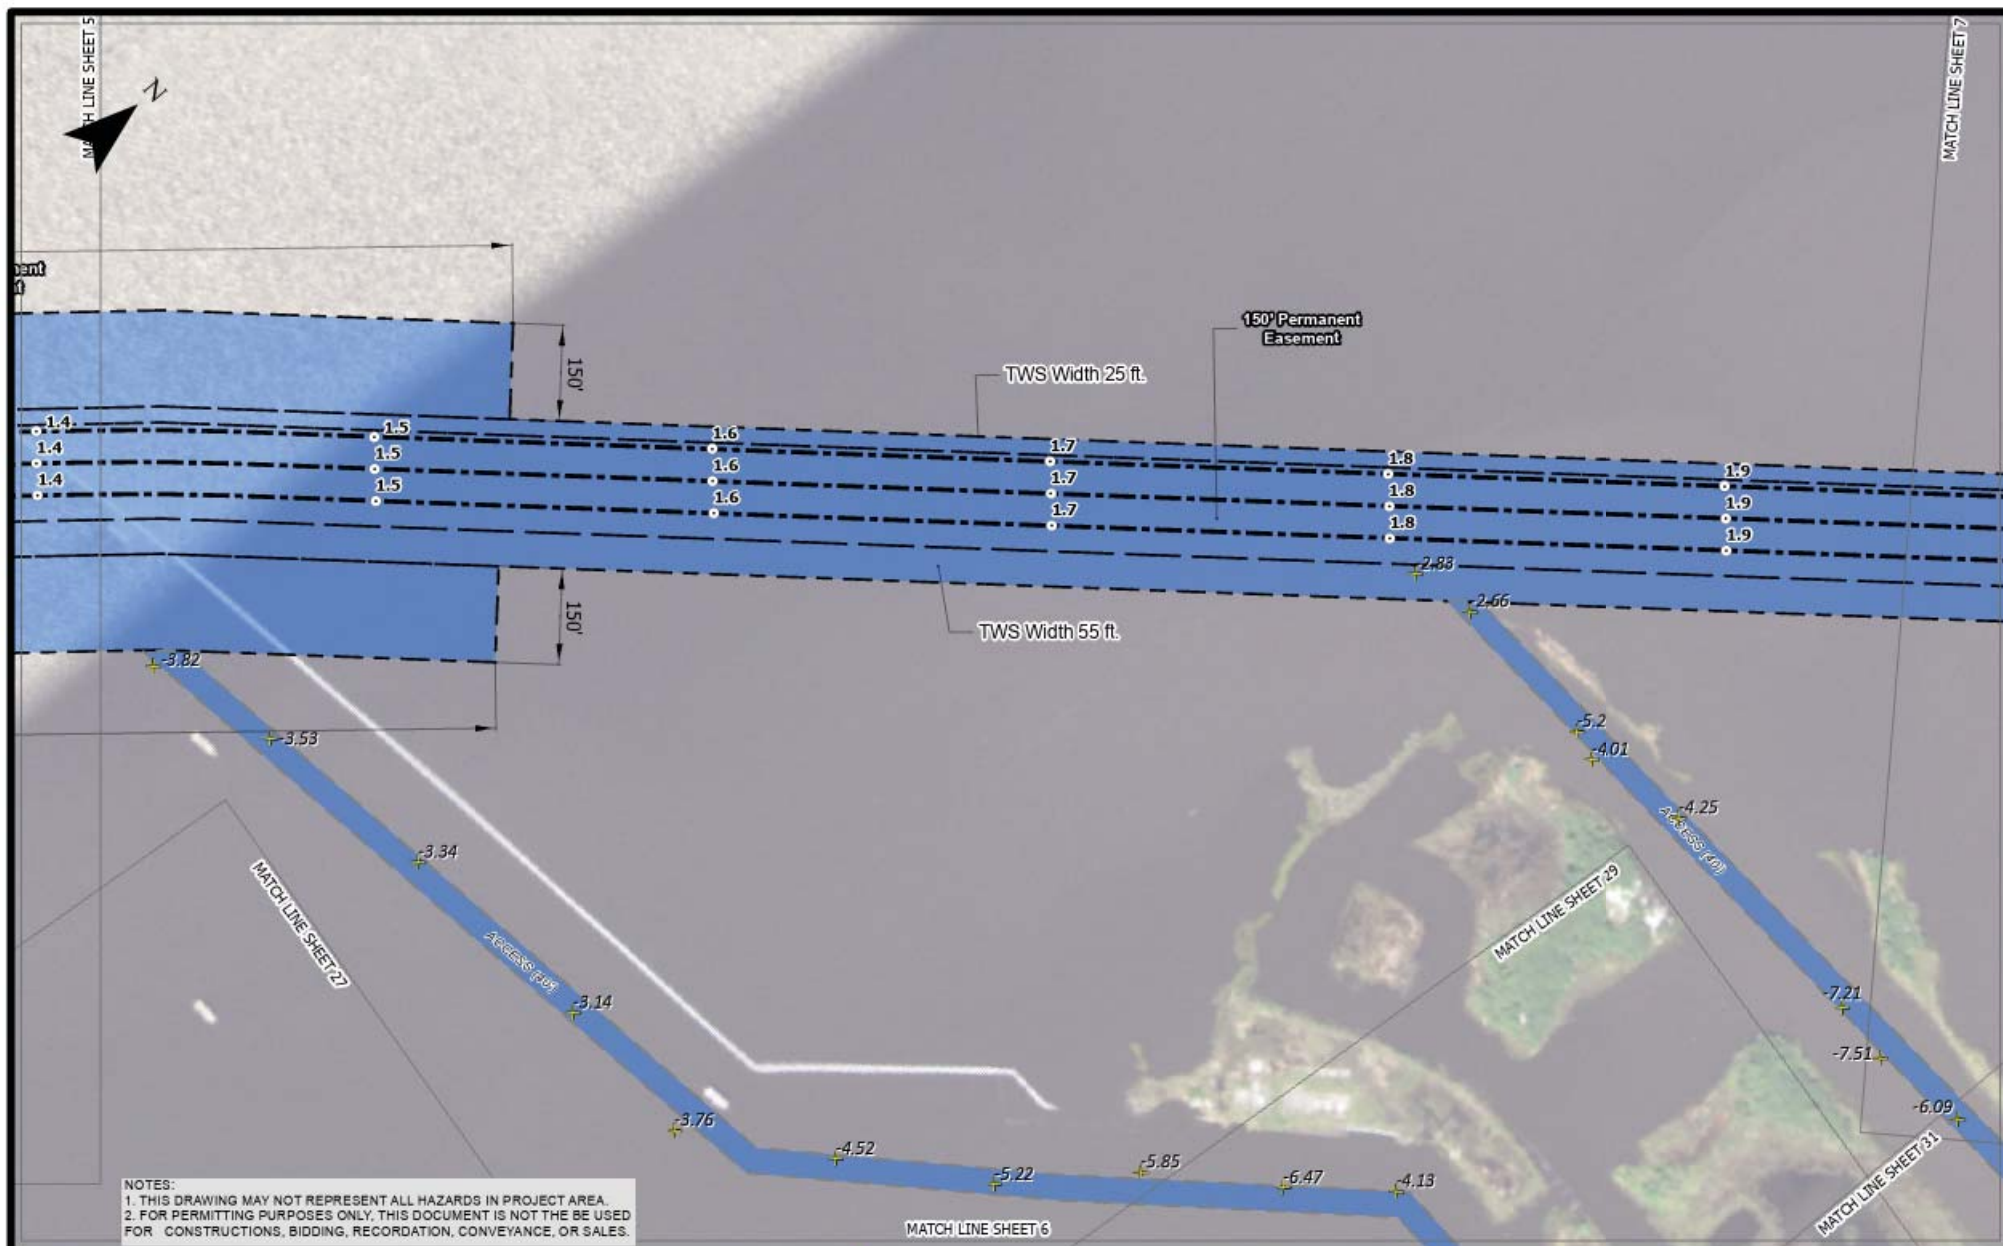 MATCH LINE SHEET 5
N
MATCH LINE SHEET 7
150'
150' Permanent
Easement
TWS Width 25 ft.
1.4
1.5
1.6
1.7
1.8
1.9
1.4
1.5
1.6
1.7
1.8
1.9
1.4
1.5
1.6
1.7
1.8
1.9
-2.83
-2.66
150'
TWS Width 55 ft.
-3.82
-3.53
-5.2
-4.01
-4.25
ACCESS (40')
-3.34
MATCH LINE SHEET 27
MATCH LINE SHEET 29
ACCESS (40')
-3.14
-7.21
-7.51
-3.76
-6.09
-4.52
-5.22
-5.85
-6.47
-4.13
MATCH LINE SHEET 31
MATCH LINE SHEET 6
NOTES:
1. THIS DRAWING MAY NOT REPRESENT ALL HAZARDS IN PROJECT AREA.
2. FOR PERMITTING PURPOSES ONLY, THIS DOCUMENT IS NOT THE BE USED
FOR CONSTRUCTIONS, BIDDING, RECORDATION, CONVEYANCE, OR SALES.